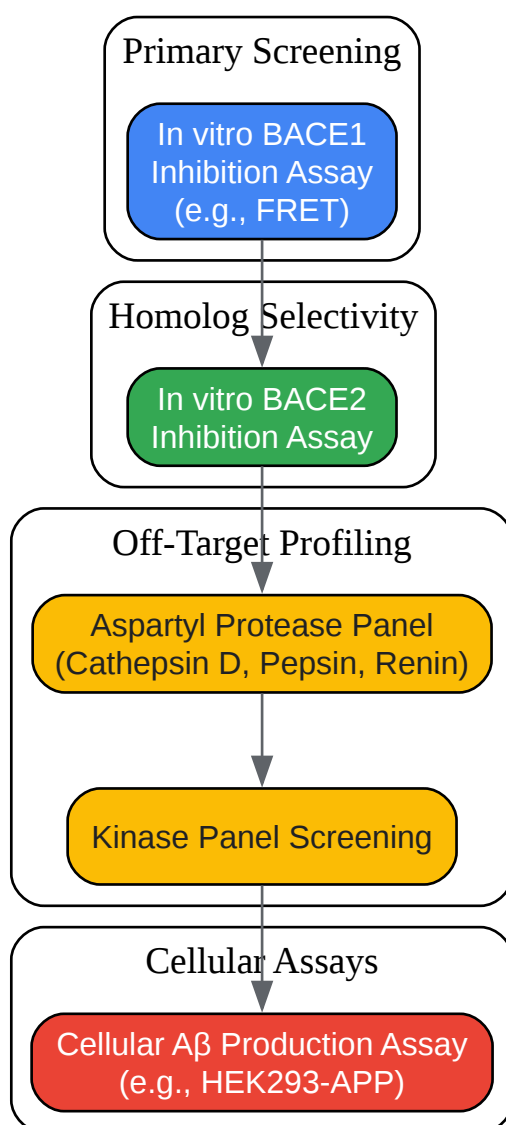 Primary Screening
In vitro BACE1
Inhibition Assay
(e.g., FRET)
Homolog Selectivity
In vitro BACE2
Inhibition Assay
Off-Target Profiling
Aspartyl Protease Panel
(Cathepsin D, Pepsin, Renin)
Kinase Panel Screening
Cellular Assays
Cellular Aβ Production Assay
(e.g., HEK293-APP)